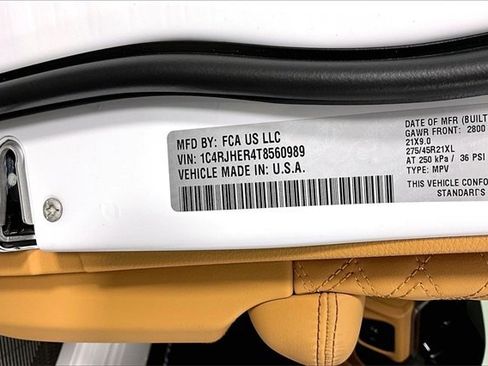 MFD BY: FCA US LLC
VIN: 1C4RJHER4T8560989
VEHICLE MADE IN: U.S.A.
DATE OF MFR (BUILT
GAWR FRONT: 2800
21X9.0
275/45R21XL
AT 250 kPa / 36 PSI
TYPE: MPV
THIS VEHICLE CONFOR
STANDARDS